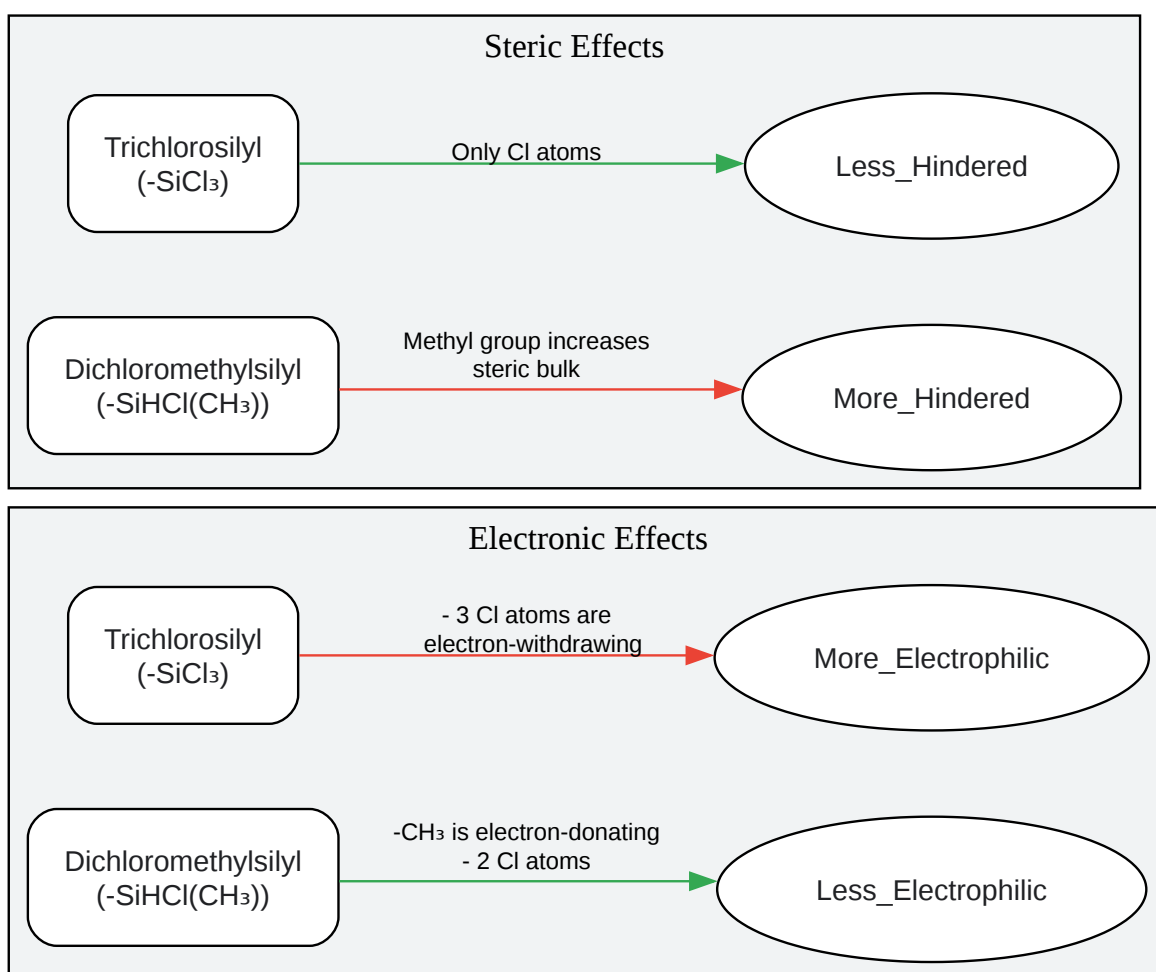 Steric Effects
Trichlorosilyl
(-SiCl₃)
Only Cl atoms
Less_Hindered
Dichloromethylsilyl
(-SiHCl(CH₃))
Methyl group increases
steric bulk
More_Hindered
Electronic Effects
Trichlorosilyl
(-SiCl₃)
- 3 Cl atoms are
electron-withdrawing
More_Electrophilic
Dichloromethylsilyl
(-SiHCl(CH₃))
-CH₃ is electron-donating
- 2 Cl atoms
Less_Electrophilic